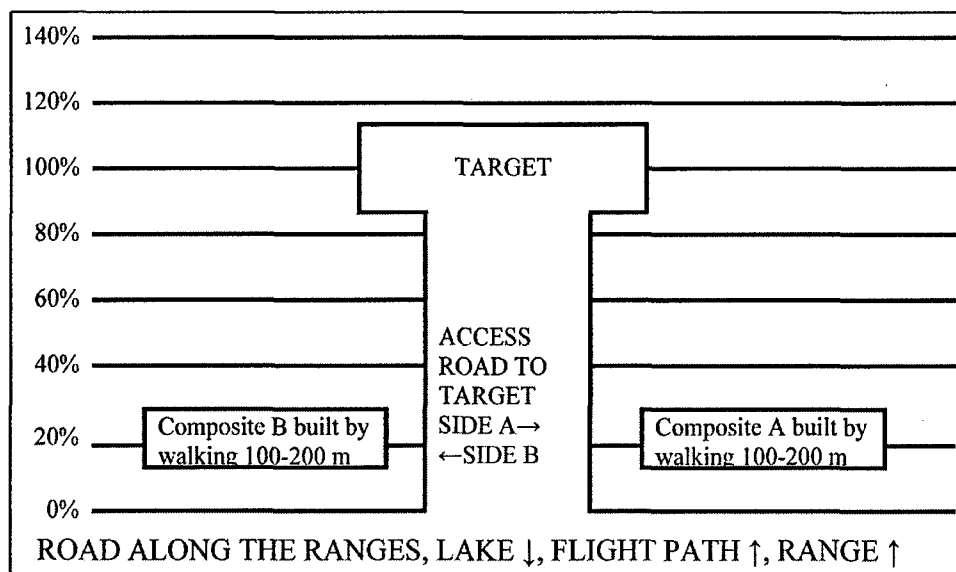 140%
120%
100%
TARGET
80%
60%
40%
20%
0%
Composite B built by
walking 100-200 m
ACCESS
ROAD TO
TARGET
SIDE A→
←SIDE B
Composite A built by
walking 100-200 m
ROAD ALONG THE RANGES, LAKE ↓, FLIGHT PATH ↑, RANGE ↑